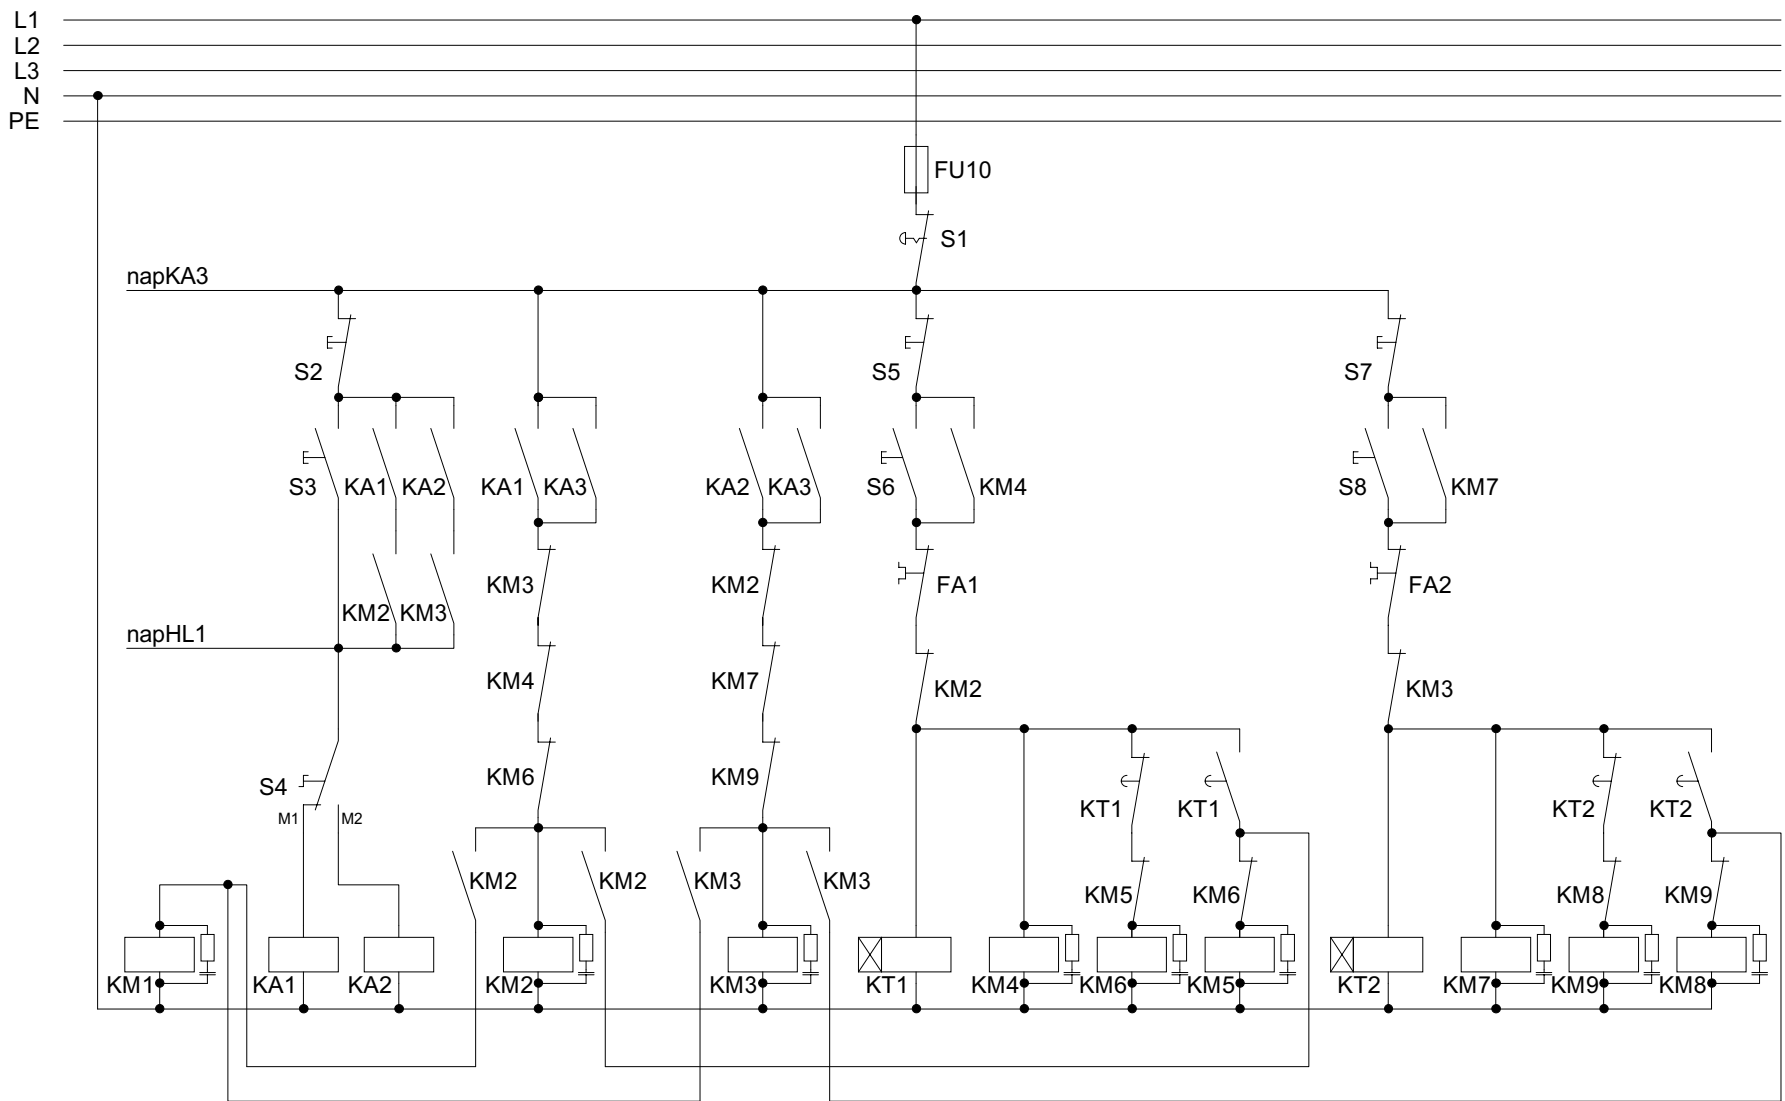 L1
L2
L3
N
PE
FU10
S1
napKA3
S2 S5 S7
S3 KA1 KA2 KA1 KA3 KA2 KA3 S6 KM4 S8 KM7
KM3 KM2 FA1 FA2
KM2 KM3
napHL1
KM4 KM7 KM2 KM3
S4 KM6 KM9 KT1 KT1 KT2 KT2
M1 M2
KM2 KM2 KM3 KM3 KM5 KM6 KM8 KM9
KM1 KA1 KA2 KM2 KM3 KT1 KM4 KM6 KM5 KT2 KM7 KM9 KM8